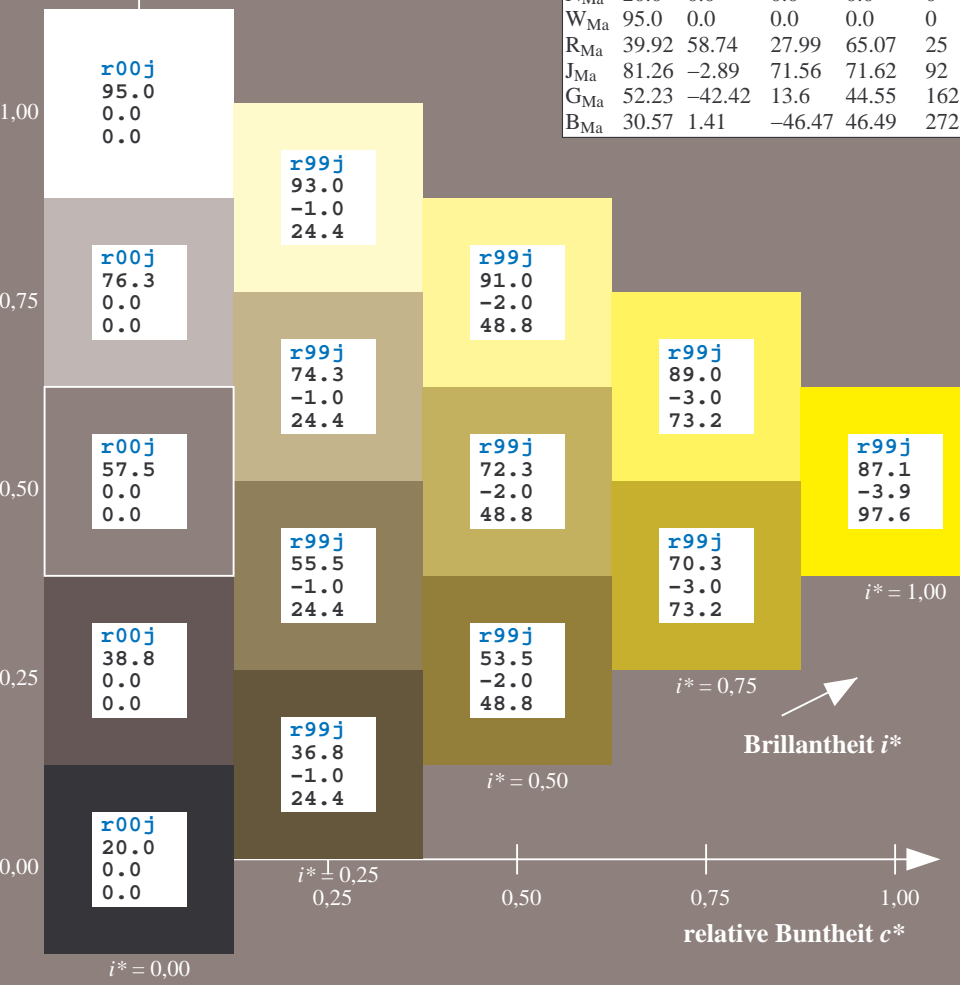 W Ma 95.0 0.0 0.0 0.0 0
R Ma 39.92 58.74 27.99 65.07 25
J Ma 81.26 –2.89 71.56 71.62 92
G Ma 52.23 –42.42 13.6 44.55 162
B Ma 30.57 1.41 –46.47 46.49 272
1,00
0,75
0,50
0,25
0,00
r00j
95.0
0.0
0.0
r00j
76.3
0.0
0.0
r00j
57.5
0.0
0.0
r00j
38.8
0.0
0.0
r00j
20.0
0.0
0.0
i* = 0,00
r99j
93.0
–1.0
24.4
r99j
74.3
–1.0
24.4
r99j
55.5
–1.0
24.4
r99j
36.8
–1.0
24.4
i* = 0,25
r99j
91.0
–2.0
48.8
r99j
72.3
–2.0
48.8
r99j
53.5
–2.0
48.8
i* = 0,50
r99j
89.0
–3.0
73.2
r99j
70.3
–3.0
73.2
i* = 0,75
r99j
87.1
–3.9
97.6
i* = 1,00
Brillantheit i*
0,25 0,50 0,75 1,00
relative Buntheit c*